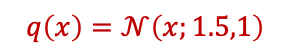 q(x) = 𝒩(x; 1.5,1)